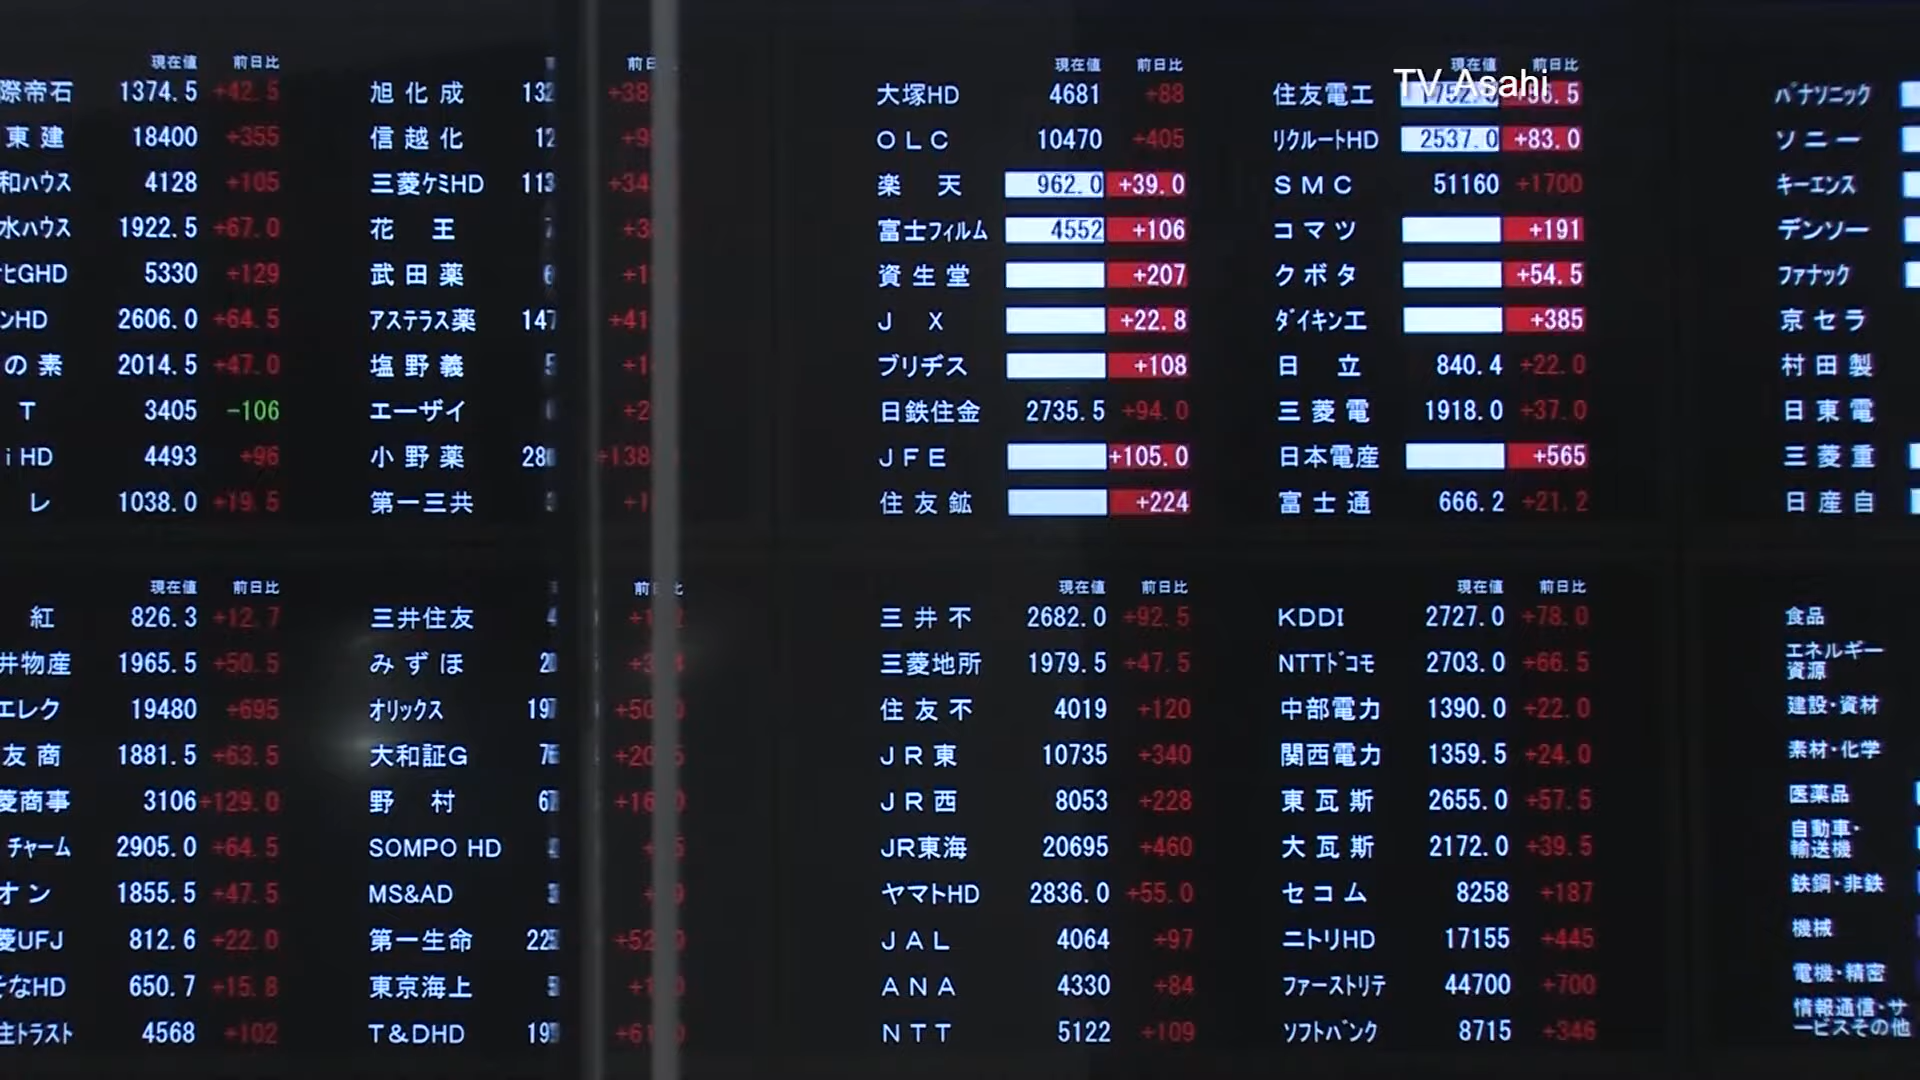 現在値 前日比 前日 現在値 前日比 現在値 前日比
TV Asahi
際帝石 1374.5 +42.5 旭化成 大塚HD 4681 +88 住友電工 パナソニック
東建 18400 +355 信越化 OLC 10470 +405 リクルートHD 2537.0 +83.0 ソニー
和ハウス 4128 +105 三菱ケミHD 楽天 962.0 +39.0 SMC 51160 +1700 キーエンス
水ハウス 1922.5 +67.0 花王 富士フィルム 4552 +106 コマツ +191 デンソー
ヒGHD 5330 +129 武田薬 資生堂 +207 クボタ +54.5 ファナック
ンHD 2606.0 +64.5 アステラス薬 JX +22.8 ダイキン工 +385 京セラ
の素 2014.5 +47.0 塩野義 ブリヂス +108 日立 840.4 +22.0 村田製
T 3405 -106 エーザイ 日鉄住金 2735.5 +94.0 三菱電 1918.0 +37.0 日東電
iHD 4493 +96 小野薬 JFE +105.0 日本電産 +565 三菱重
レ 1038.0 +19.5 第一三共 住友鉱 +224 富士通 666.2 +21.2 日産自
現在値 前日比 現在値 前日比 現在値 前日比
紅 826.3 +12.7 三井住友 三井不 2682.0 +92.5 KDDI 2727.0 +78.0 食品
井物産 1965.5 +50.5 みずほ 三菱地所 1979.5 +47.5 NTTドコモ 2703.0 +66.5 エネルギー資源
エレク 19480 +695 オリックス 住友不 4019 +120 中部電力 1390.0 +22.0 建設・資材
友商 1881.5 +63.5 大和証G JR東 10735 +340 関西電力 1359.5 +24.0 素材・化学
菱商事 3106 +129.0 野村 JR西 8053 +228 東瓦斯 2655.0 +57.5 医薬品
チャーム 2905.0 +64.5 SOMPO HD JR東海 20695 +460 大瓦斯 2172.0 +39.5 自動車・輸送機
オン 1855.5 +47.5 MS&AD ヤマトHD 2836.0 +55.0 セコム 8258 +187 鉄鋼・非鉄
菱UFJ 812.6 +22.0 第一生命 JAL 4064 +97 ニトリHD 17155 +445 機械
そなHD 650.7 +15.8 東京海上 ANA 4330 +84 ファーストリテ 44700 +700 電機・精密
主トラスト 4568 +102 T&DHD NTT 5122 +109 ソフトバンク 8715 +346 情報通信・サービスその他